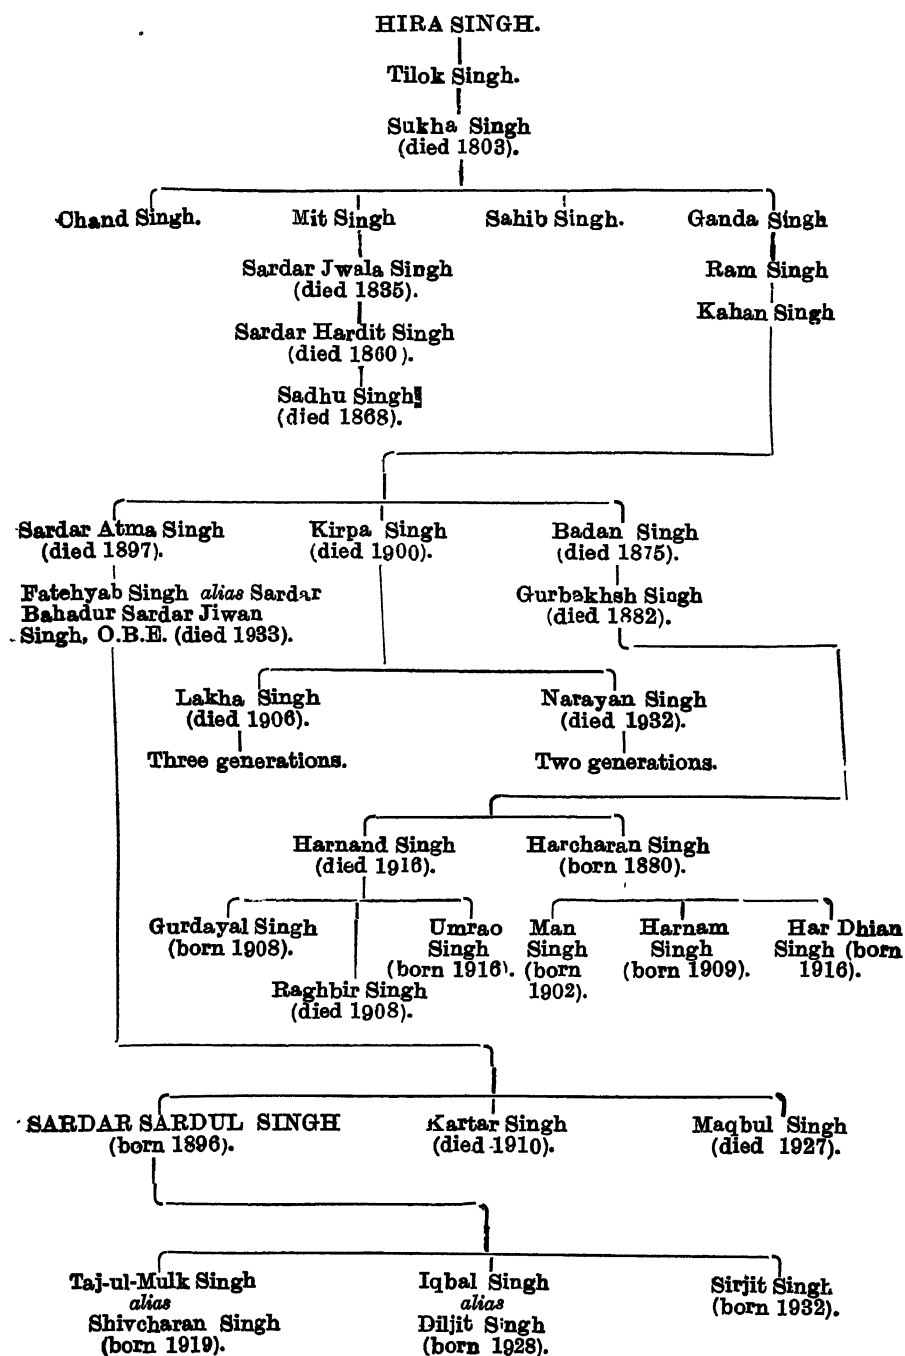 HIRA SINGH.
Tilok Singh.
Sukha Singh
(died 1803).
Chand Singh.
Mit Singh
Sahib Singh.
Ganda Singh
Sardar Jwala Singh
(died 1835).
Ram Singh
Kahan Singh
Sardar Hardit Singh
(died 1860).
Sadhu Singh
(died 1868).
Sardar Atma Singh
(died 1897).
Kirpa Singh
(died 1900).
Badan Singh
(died 1875).
Fatehyab Singh alias Sardar
Bahadur Sardar Jiwan
Singh, O.B.E. (died 1933).
Gurbakhsh Singh
(died 1882).
Lakha Singh
(died 1906).
Narayan Singh
(died 1932).
Three generations.
Two generations.
Harnand Singh
(died 1916).
Harcharan Singh
(born 1880).
Gurdayal Singh
(born 1908).
Raghbir Singh
(died 1908).
Umrao
Singh
(born 1916).
Man
Singh
(born
1902).
Harnam
Singh
(born 1909).
Har Dhian
Singh (born
1916).
SARDAR SARDUL SINGH
(born 1896).
Kartar Singh
(died 1910).
Maqbul Singh
(died 1927).
Taj-ul-Mulk Singh
alias
Shivcharan Singh
(born 1919).
Iqbal Singh
alias
Diljit Singh
(born 1928).
Sirjit Singh
(born 1932).